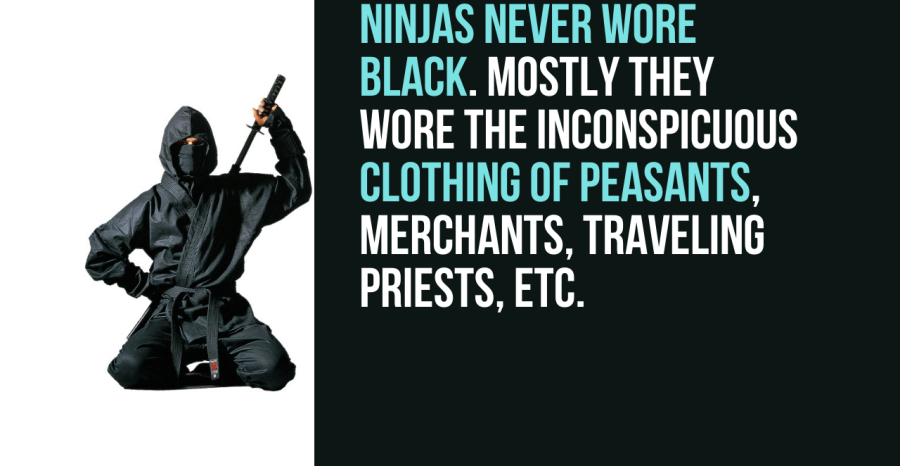 NINJAS NEVER WORE
BLACK. MOSTLY THEY
WORE THE INCONSPICUOUS
CLOTHING OF PEASANTS,
MERCHANTS, TRAVELING
PRIESTS, ETC.